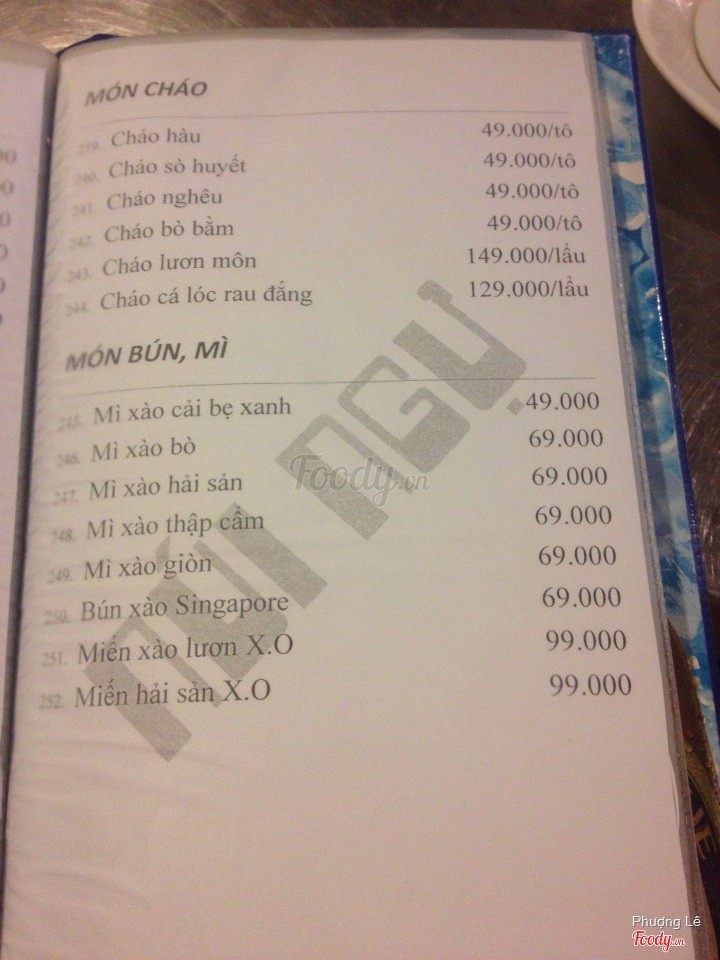 MÓN CHÁO
239. Cháo hàu 49.000/tô
240. Cháo sò huyết 49.000/tô
241. Cháo nghêu 49.000/tô
242. Cháo bò bằm 49.000/tô
243. Cháo lươn môn 149.000/lẩu
244. Cháo cá lóc rau đắng 129.000/lẩu
MÓN BÚN, MÌ
245. Mì xào cải bẹ xanh 49.000
246. Mì xào bò 69.000
247. Mì xào hải sản 69.000
248. Mì xào thập cẩm 69.000
249. Mì xào giòn 69.000
250. Bún xào Singapore 69.000
251. Miến xào lươn X.O 99.000
252. Miến hải sản X.O 99.000
NÚI NGỰ
Foody.vn
Phượng Lê
Foody.vn